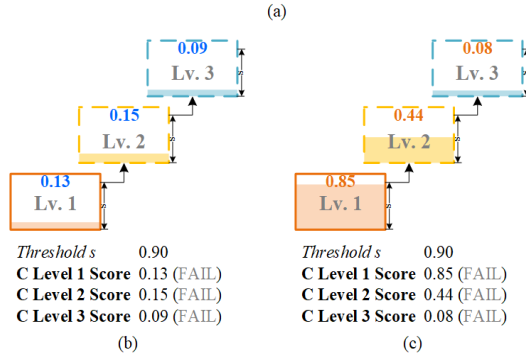 (a)
0.09
Lv. 3
s
0.15
Lv. 2
s
0.13
Lv. 1
s
Threshold s 0.90
C Level 1 Score 0.13 (FAIL)
C Level 2 Score 0.15 (FAIL)
C Level 3 Score 0.09 (FAIL)
(b)
0.08
Lv. 3
s
0.44
Lv. 2
s
0.85
Lv. 1
s
Threshold s 0.90
C Level 1 Score 0.85 (FAIL)
C Level 2 Score 0.44 (FAIL)
C Level 3 Score 0.08 (FAIL)
(c)